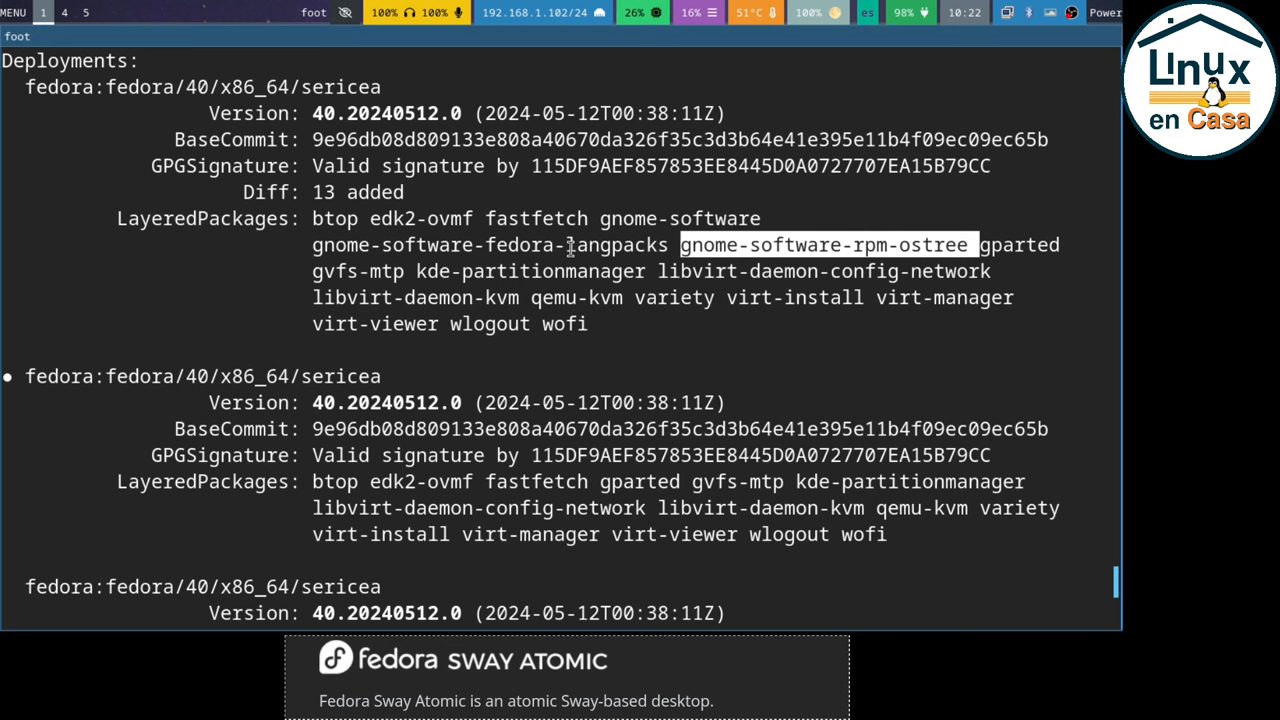 MENU 1 4 5 foot 100% 100% 192.168.1.102/24 26% 16% 51°C 100% es 98% 10:22 Power
foot
Deployments:
fedora:fedora/40/x86_64/sericea
Version: 40.20240512.0 (2024-05-12T00:38:11Z)
BaseCommit: 9e96db08d809133e808a40670da326f35c3d3b64e41e395e11b4f09ec09ec65b
GPGSignature: Valid signature by 115DF9AEF857853EE8445D0A0727707EA15B79CC
Diff: 13 added
LayeredPackages: btop edk2-ovmf fastfetch gnome-software
gnome-software-fedora-langpacks gnome-software-rpm-ostree gparted
gvfs-mtp kde-partitionmanager libvirt-daemon-config-network
libvirt-daemon-kvm qemu-kvm variety virt-install virt-manager
virt-viewer wlogout wofi
● fedora:fedora/40/x86_64/sericea
Version: 40.20240512.0 (2024-05-12T00:38:11Z)
BaseCommit: 9e96db08d809133e808a40670da326f35c3d3b64e41e395e11b4f09ec09ec65b
GPGSignature: Valid signature by 115DF9AEF857853EE8445D0A0727707EA15B79CC
LayeredPackages: btop edk2-ovmf fastfetch gparted gvfs-mtp kde-partitionmanager
libvirt-daemon-config-network libvirt-daemon-kvm qemu-kvm variety
virt-install virt-manager virt-viewer wlogout wofi
fedora:fedora/40/x86_64/sericea
Version: 40.20240512.0 (2024-05-12T00:38:11Z)
Linux
en Casa
fedora SWAY ATOMIC
Fedora Sway Atomic is an atomic Sway-based desktop.